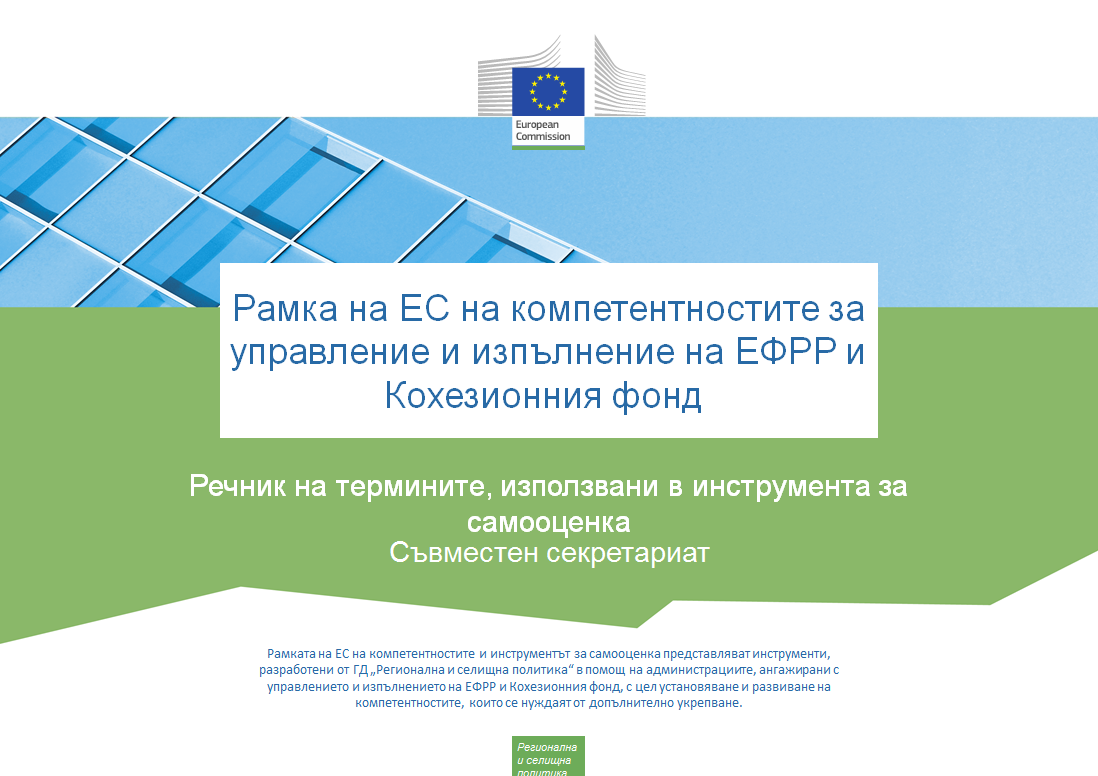 European
Commission
Рамка на ЕС на компетентностите за
управление и изпълнение на ЕФРР и
Кохезионния фонд
Речник на термините, използвани в инструмента за
самооценка
Съвместен секретариат
Рамката на ЕС на компетентностите и инструментът за самооценка представляват инструменти,
разработени от ГД „Регионална и селищна политика“ в помощ на администрациите, ангажирани с
управлението и изпълнението на ЕФРР и Кохезионния фонд, с цел установяване и развиване на
компетентностите, които се нуждаят от допълнително укрепване.
Регионална
и селищна
политика